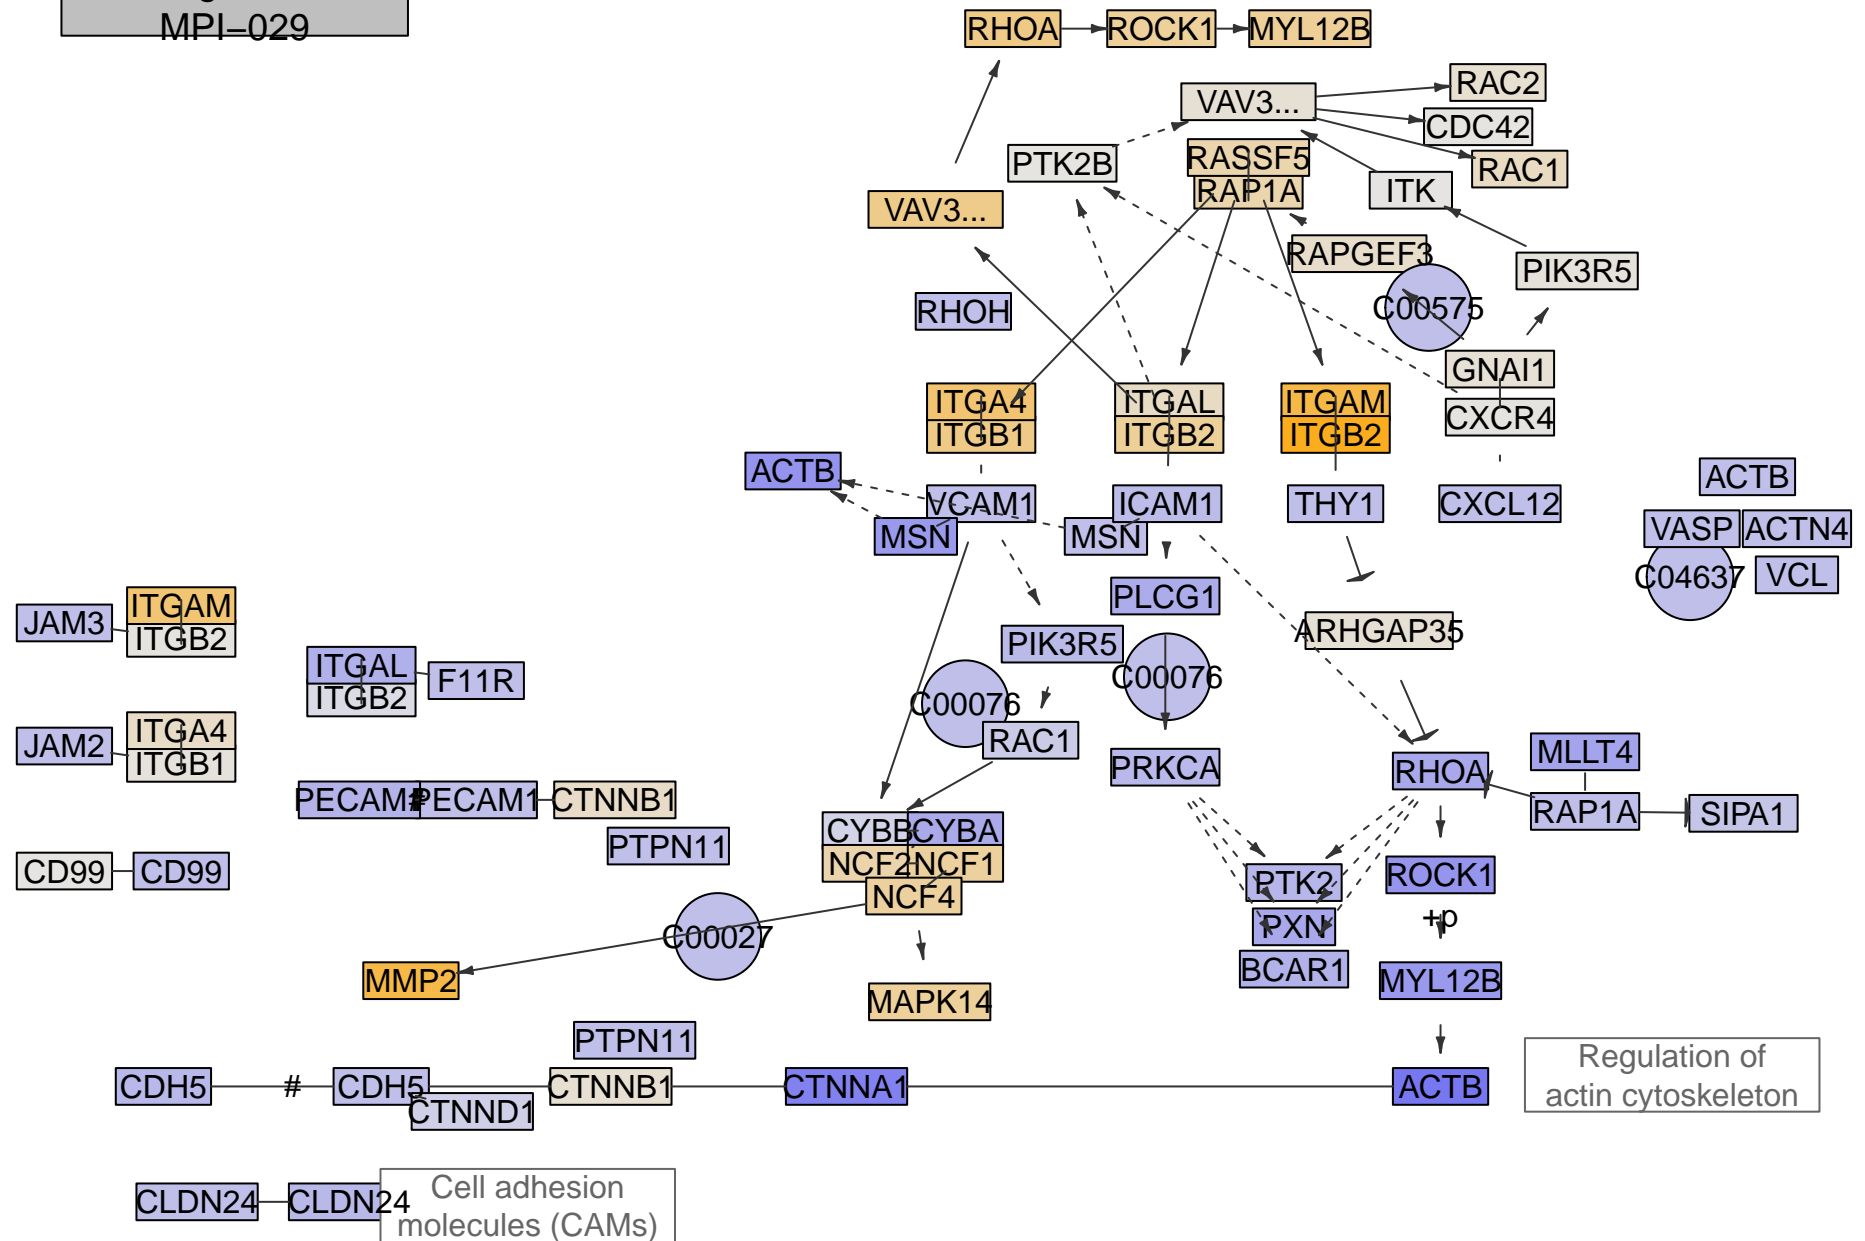 MPI−029
RHOA
ROCK1
MYL12B
RAC2
VAV3...
CDC42
RASSF5
PTK2B
RAC1
RAP1A
ITK
VAV3...
RAPGEF3
PIK3R5
C00575
RHOH
GNAI1
ITGA4
ITGAL
ITGAM
CXCR4
ITGB1
ITGB2
ITGB2
ACTB
ACTB
VCAM1
ICAM1
THY1
CXCL12
MSN
MSN
VASP
ACTN4
C04637
VCL
PLCG1
ITGAM
JAM3
ITGB2
ARHGAP35
PIK3R5
ITGAL
F11R
C00076
ITGB2
C00076
ITGA4
JAM2
RAC1
MLLT4
ITGB1
PRKCA
RHOA
PECAM1
#
PECAM1
CTNNB1
RAP1A
SIPA1
CYBB
CYBA
PTPN11
NCF2
NCF1
CD99
CD99
ROCK1
PTK2
NCF4
+p
PXN
C00027
BCAR1
MMP2
MYL12B
MAPK14
PTPN11
Regulation of
actin cytoskeleton
CDH5
#
CDH5
CTNNB1
CTNNA1
ACTB
CTNND1
Cell adhesion
molecules (CAMs)
CLDN24
CLDN24